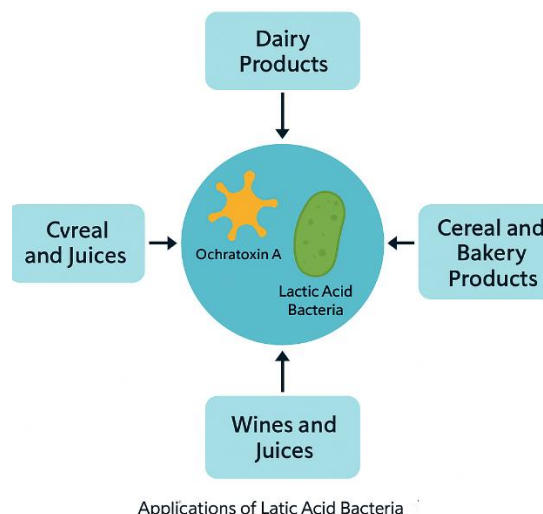 Dairy
Products
Cvreal
and Juices
Ochratoxin A
Lactic Acid
Bacteria
Cereal and
Bakery
Products
Wines and
Juices
Applications of Latic Acid Bacteria